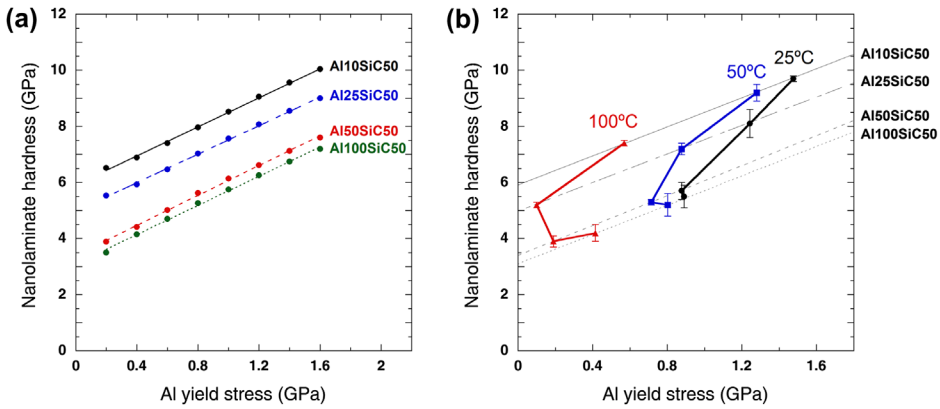 (a)
12
10
8
6
4
2
0
Nanolaminate hardness (GPa)
Al10SiC50
Al25SiC50
Al50SiC50
Al100SiC50
0 0.4 0.8 1.2 1.6 2
Al yield stress (GPa)
(b)
12
10
8
6
4
2
0
Nanolaminate hardness (GPa)
100ºC
50ºC
25ºC
Al10SiC50
Al25SiC50
Al50SiC50
Al100SiC50
0 0.4 0.8 1.2 1.6
Al yield stress (GPa)